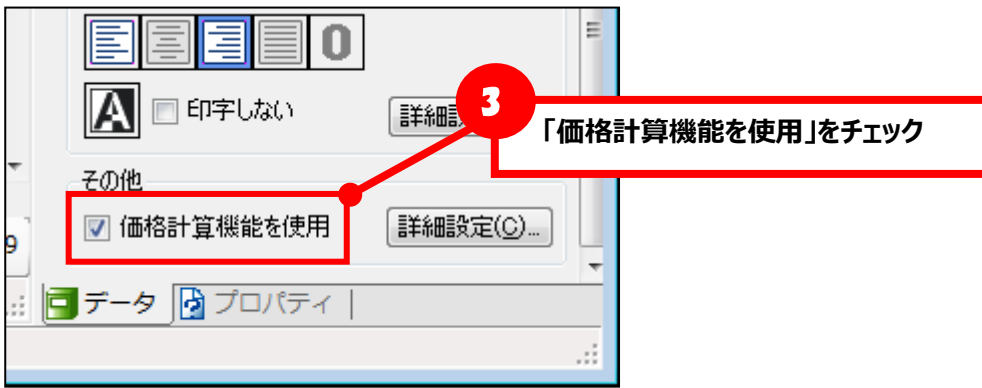 0
A 印字しない
詳細設
3
「価格計算機能を使用」をチェック
その他
価格計算機能を使用
詳細設定(C)...
9
データ
プロパティ